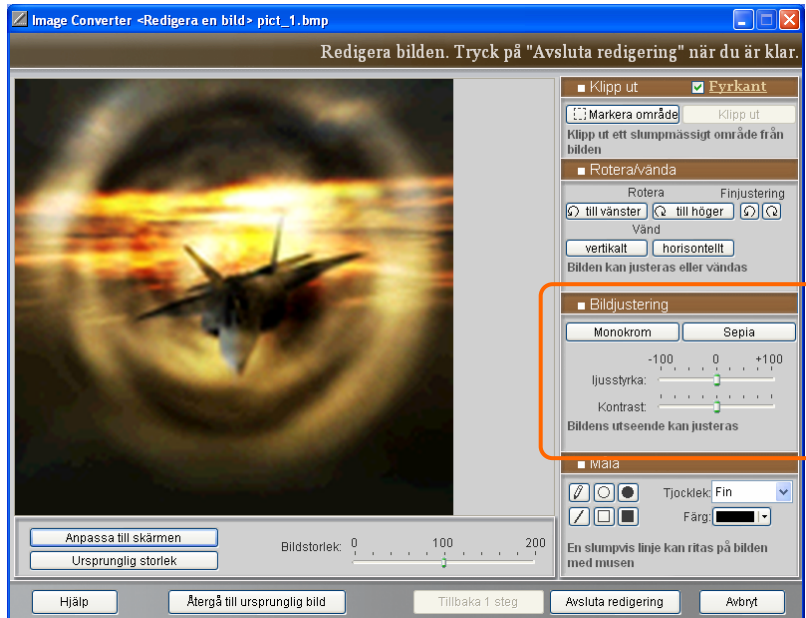 Image Converter <Redigera en bild> pict_1.bmp
Redigera bilden. Tryck på "Avsluta redigering" när du är klar.
Klipp ut Fyrkant
Markera område Klipp ut
Klipp ut ett slumpmässigt område från
bilden
Rotera/vända
Rotera Finjustering
till vänster till höger
Vänd
vertikalt horisontellt
Bilden kan justeras eller vändas
Bildjustering
Monokrom Sepia
-100 0 +100
ljusstyrka:
Kontrast:
Bildens utseende kan justeras
Måla
Tjocklek: Fin
Färg:
En slumpvis linje kan ritas på bilden
med musen
Anpassa till skärmen
Ursprunglig storlek
Bildstorlek: 0 100 200
Hjälp Återgå till ursprunglig bild Tillbaka 1 steg Avsluta redigering Avbryt